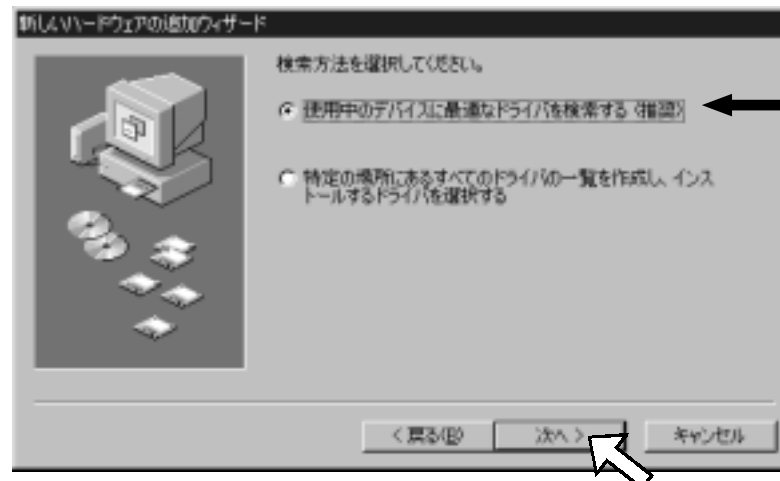 新しいハードウェアの追加ウィザード
検索方法を選択してください。
使用中のデバイスに最適なドライバを検索する (推奨)
特定の場所にあるすべてのドライバの一覧を作成し、インス
トールするドライバを選択する
< 戻る(B)
次へ >
キャンセル